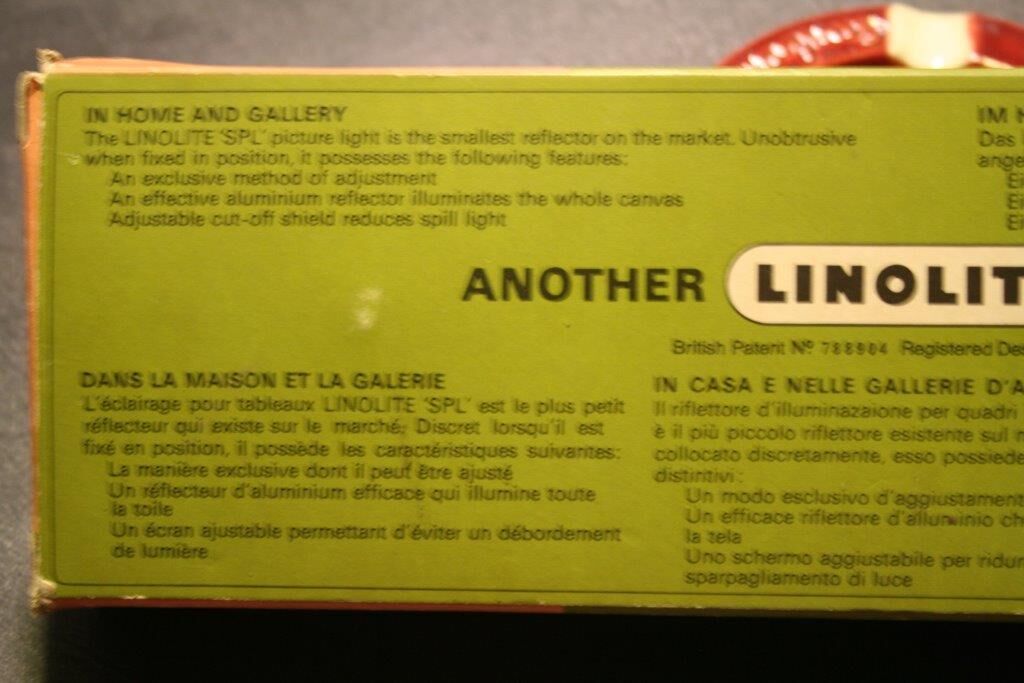 IN HOME AND GALLERY
The LINOLITE 'SPL' picture light is the smallest reflector on the market. Unobtrusive
when fixed in position, it possesses the following features:
An exclusive method of adjustment
An effective aluminium reflector illuminates the whole canvas
Adjustable cut-off shield reduces spill light
IM
Das
ange
Ei
Ei
Ei
ANOTHER LINOLIT
British Patent Nº 788904 Registered Des
DANS LA MAISON ET LA GALERIE
L'éclairage pour tableaux LINOLITE 'SPL' est le plus petit
réflecteur qui existe sur le marché. Discret lorsqu'il est
fixé en position, il possède les caractéristiques suivantes:
La manière exclusive dont il peut être ajusté
Un réflecteur d'aluminium efficace qui illumine toute
la toile
Un écran ajustable permettant d'éviter un débordement
de lumière
IN CASA E NELLE GALLERIE D'A
Il riflettore d'illuminazaione per quadri
è il più piccolo riflettore esistente sul
collocato discretamente, esso possiede
distintivi:
Un modo esclusivo d'aggiustament
Un efficace riflettore d'alluminio ch
la tela
Uno schermo aggiustabile per ridur
sparpagliamento di luce